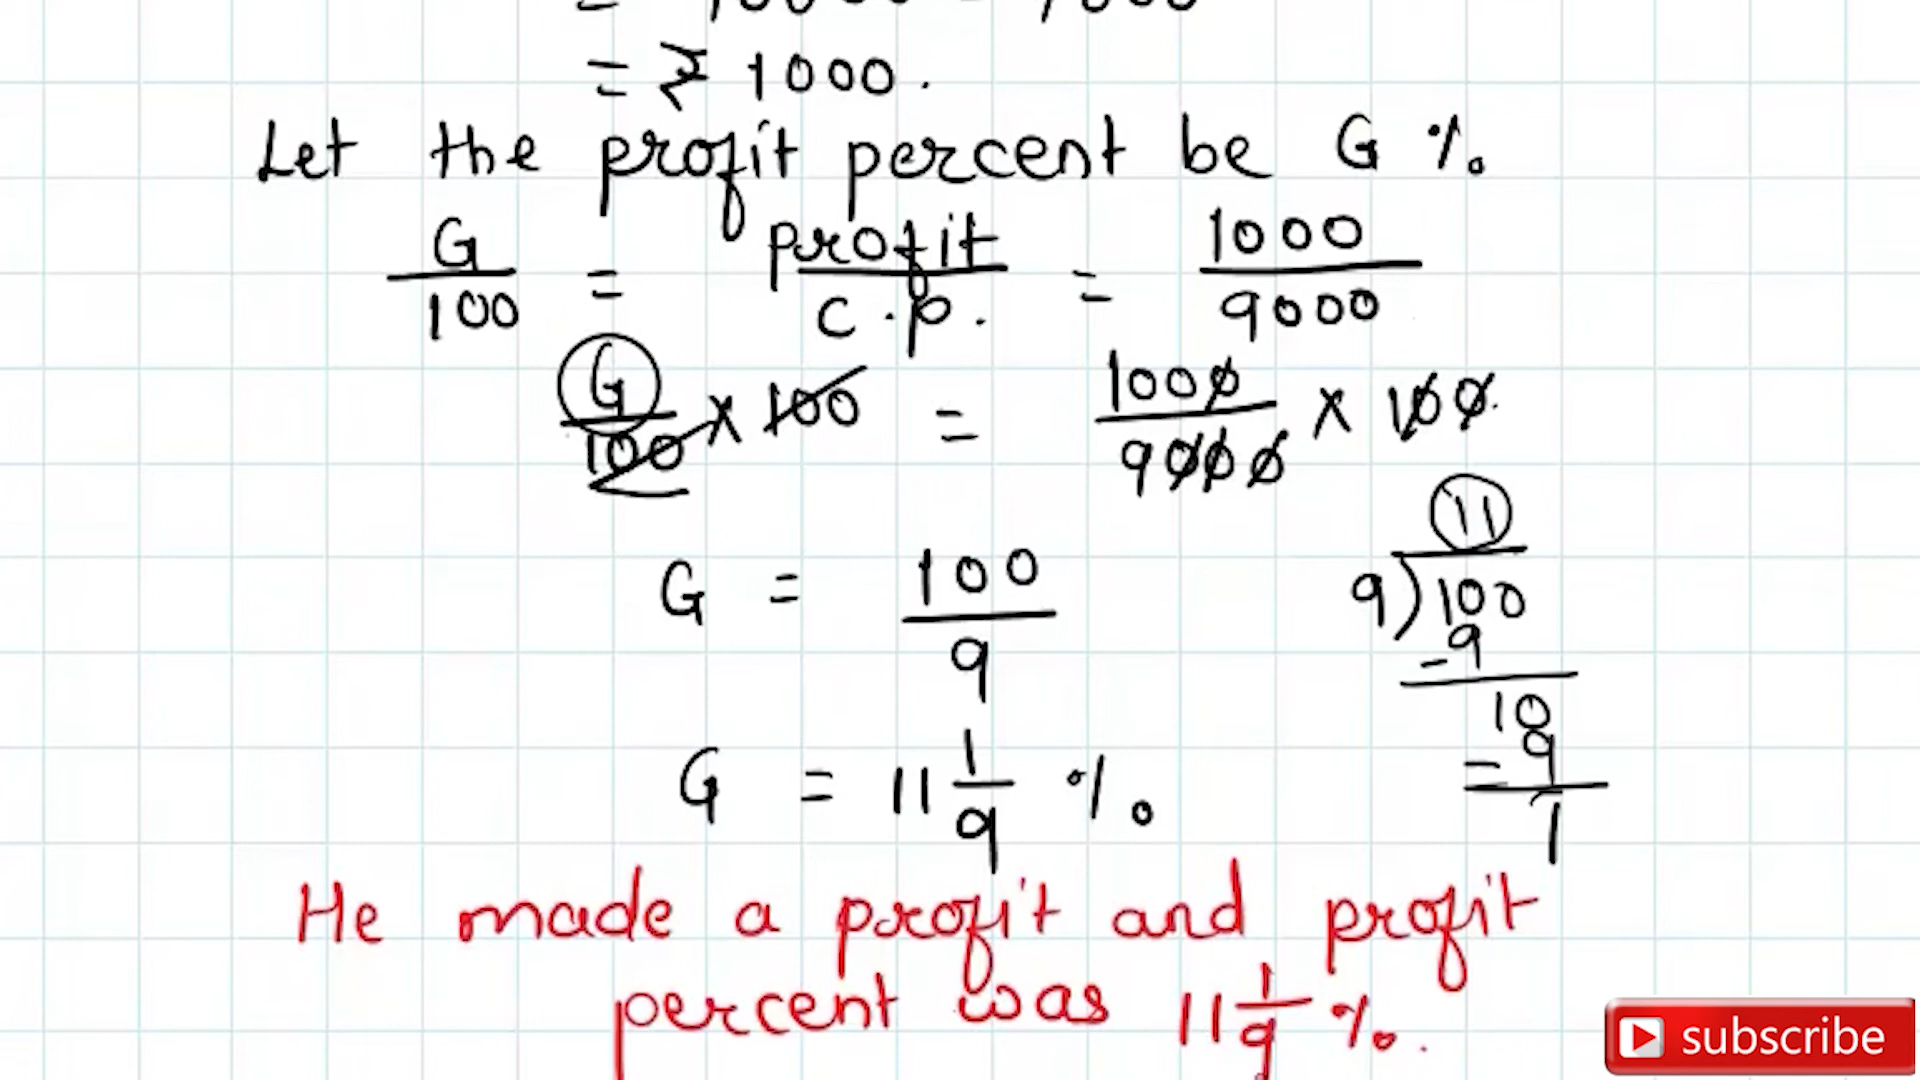 = 10000 - 9000
= ₹ 1000.
Let the profit percent be G %.
G/100 = profit/C.P. = 1000/9000
G/100 × 100 = 1000/9000 × 100
G = 100/9
G = 11 1/9 %
11
9)100
-9
10
-9
1
He made a profit and profit
percent was 11 1/9 %.
subscribe